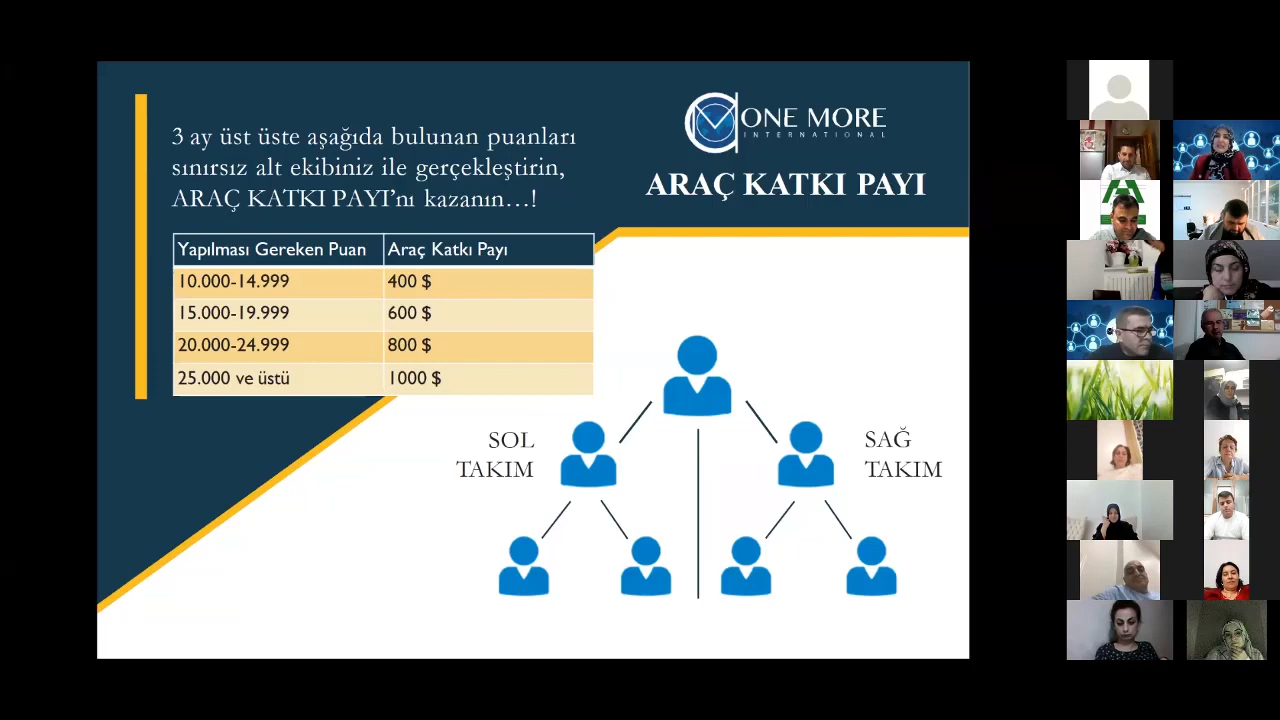 3 ay üst üste aşağıda bulunan puanları
sınırsız alt ekibiniz ile gerçekleştirin,
ARAÇ KATKI PAYI’nı kazanın…!
ONE MORE
INTERNATIONAL
ARAÇ KATKI PAYI
Yapılması Gereken Puan Araç Katkı Payı
10.000-14.999 400 $
15.000-19.999 600 $
20.000-24.999 800 $
25.000 ve üstü 1000 $
SOL
TAKIM
SAĞ
TAKIM